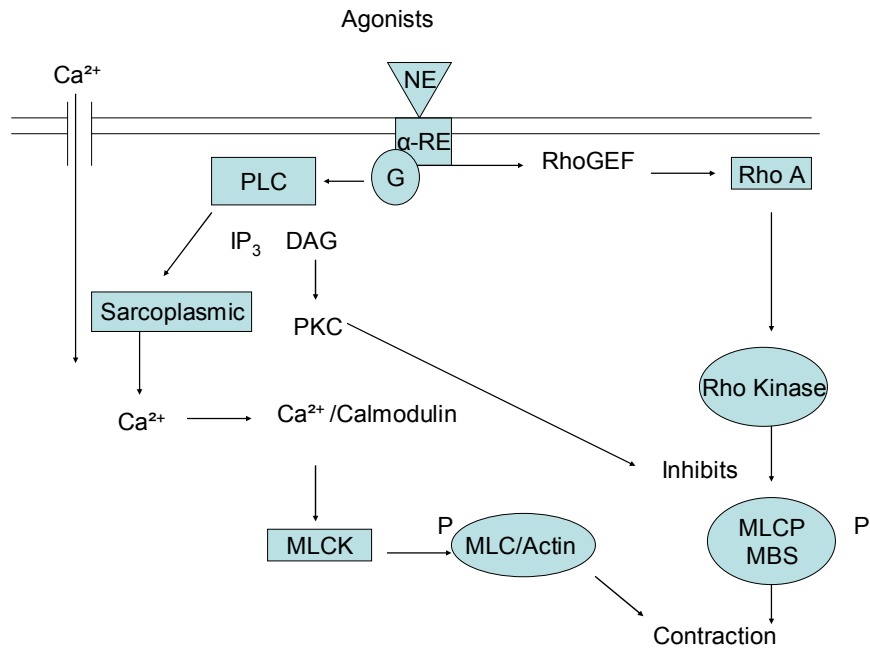 Agonists
Ca²⁺
NE
α-RE
G
PLC
RhoGEF
Rho A
IP₃ DAG
Sarcoplasmic
PKC
Rho Kinase
Ca²⁺
Ca²⁺ /Calmodulin
Inhibits
MLCK
P
MLC/Actin
MLCP
MBS
P
Contraction